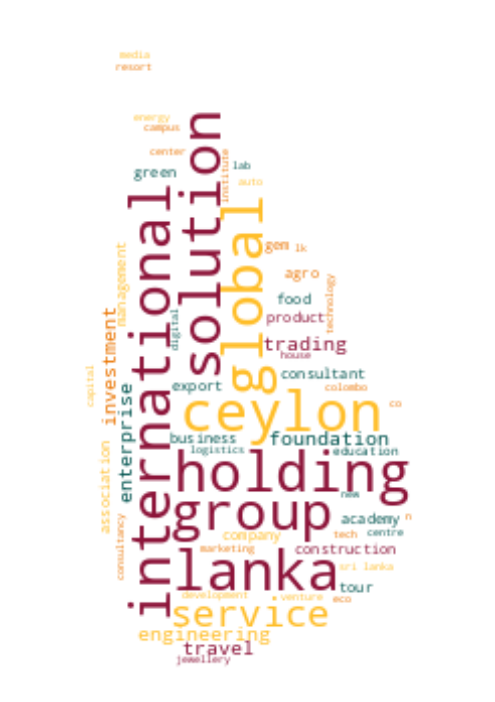 media
resort
energy
campus
center
green
solution
institute
lab
auto
international
global
management
gem
lk
agro
technology
food
product
investment
digital
trading
house
capital
enterprise
export
consultant
colombo
ceylon
co
association
business
foundation
logistics
education
holding
new
group
consultancy
academy
n
company
tech
centre
marketing
construction
lanka
sri lanka
tour
development
venture
eco
service
engineering
travel
jewellery